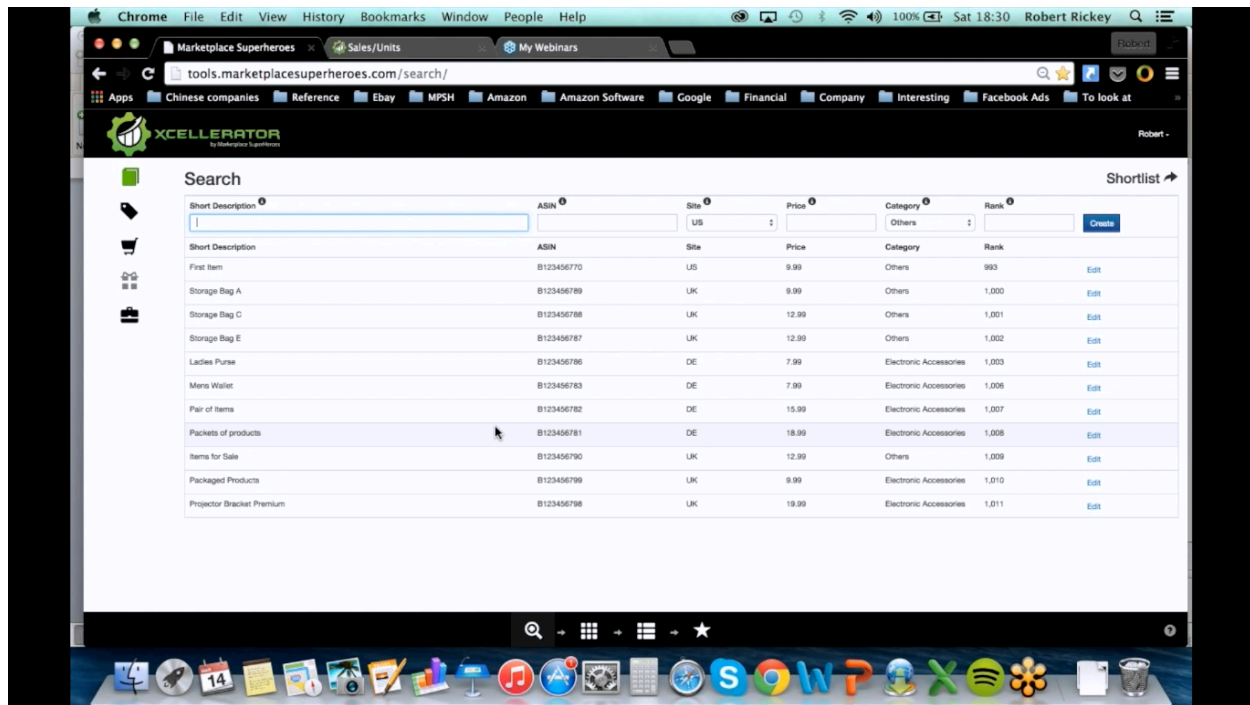 Chrome File Edit View History Bookmarks Window People Help 100% Sat 18:30 Robert Rickey
Marketplace Superheroes Sales/Units My Webinars Robert
tools.marketplacesuperheroes.com/search/
Apps Chinese companies Reference Ebay MPSH Amazon Amazon Software Google Financial Company Interesting Facebook Ads To look at »
XCELLERATOR
by Marketplace SuperHeroes
Robert
Search Shortlist
Short Description ASIN Site Price Category Rank
US Others Create
Short Description ASIN Site Price Category Rank
First Item B123456770 US 9.99 Others 993 Edit
Storage Bag A B123456789 UK 9.99 Others 1,000 Edit
Storage Bag C B123456788 UK 12.99 Others 1,001 Edit
Storage Bag E B123456787 UK 12.99 Others 1,002 Edit
Ladies Purse B123456786 DE 7.99 Electronic Accessories 1,003 Edit
Mens Wallet B123456783 DE 7.99 Electronic Accessories 1,006 Edit
Pair of Items B123456782 DE 15.99 Electronic Accessories 1,007 Edit
Packets of products B123456781 DE 18.99 Electronic Accessories 1,008 Edit
Items for Sale B123456790 UK 12.99 Others 1,009 Edit
Packaged Products B123456799 UK 9.99 Electronic Accessories 1,010 Edit
Projector Bracket Premium B123456798 UK 19.99 Electronic Accessories 1,011 Edit
14